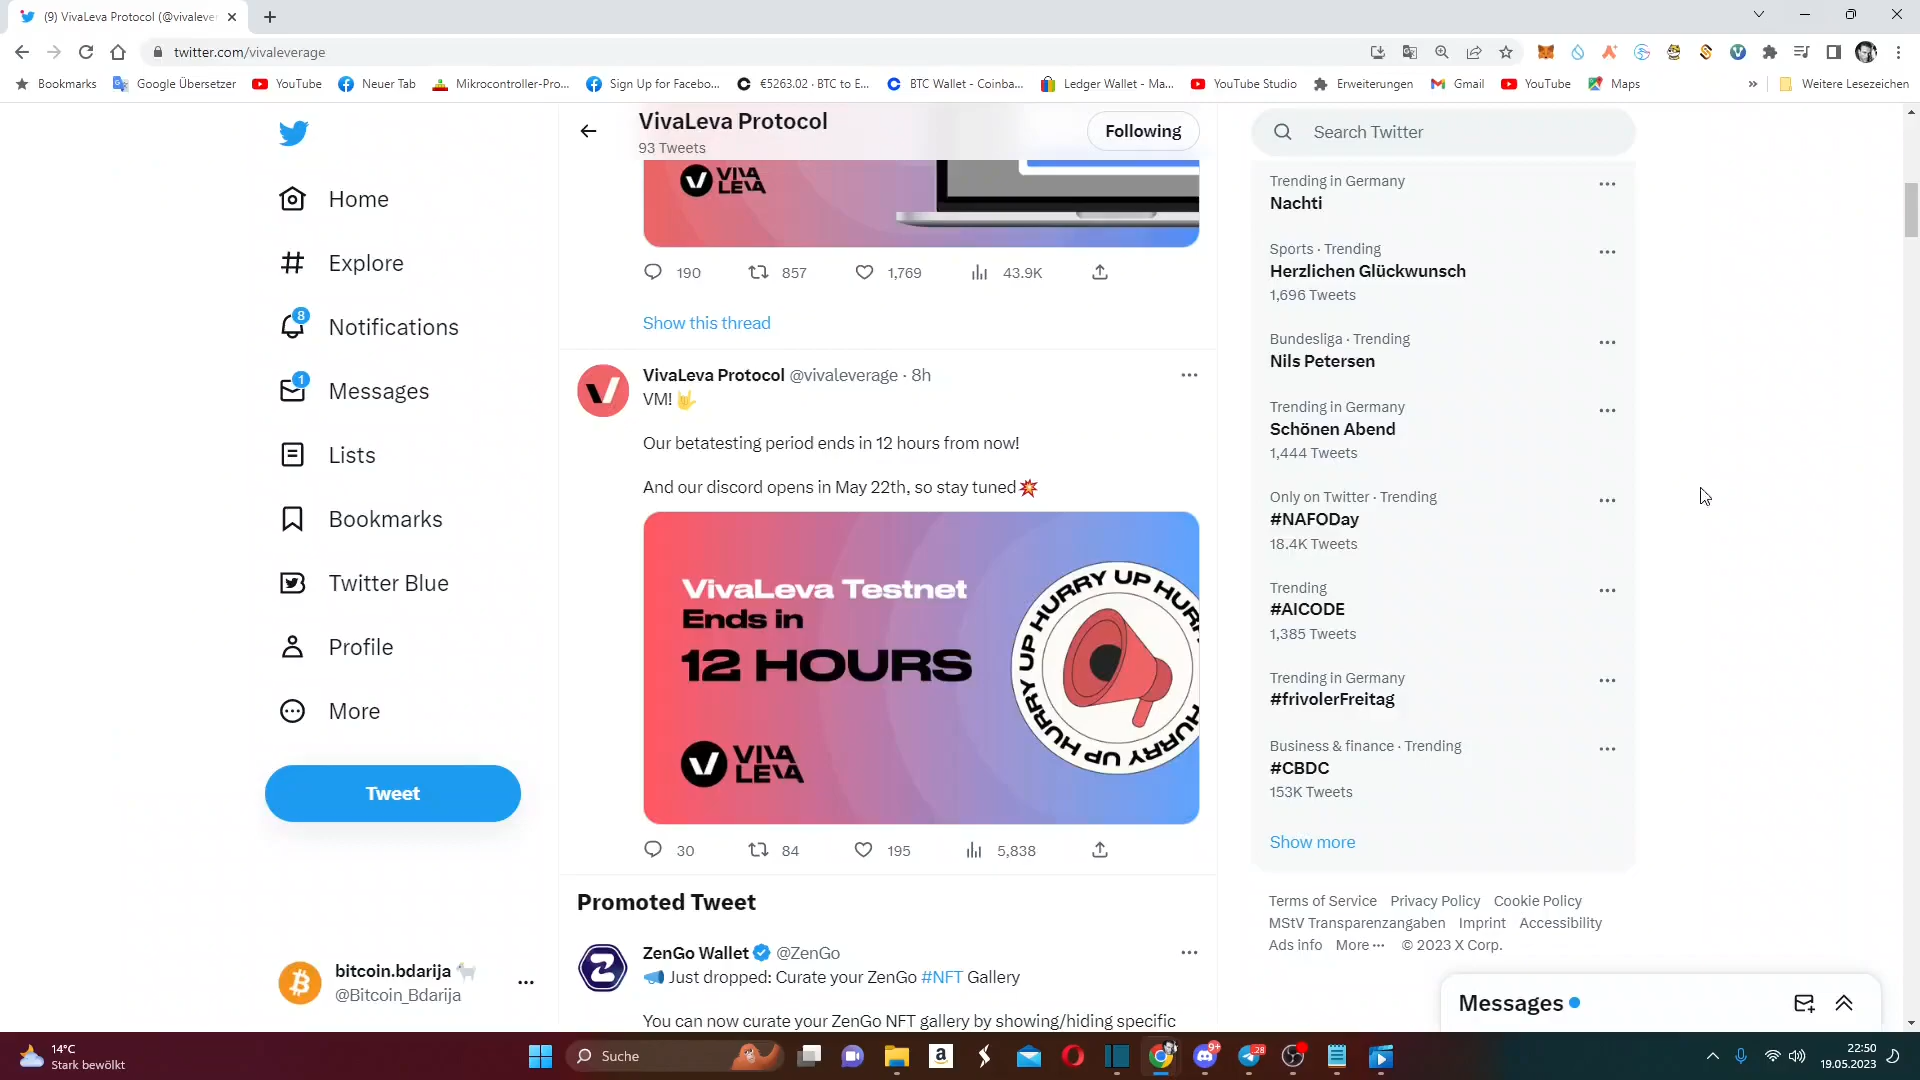 (9) VivaLeva Protocol (@vivaleve
twitter.com/vivaleverage
Bookmarks
Google Übersetzer
YouTube
Neuer Tab
Mikrocontroller-Pro...
Sign Up for Facebo...
€5263.02 · BTC to E...
BTC Wallet - Coinba...
Ledger Wallet - Ma...
YouTube Studio
Erweiterungen
Gmail
YouTube
Maps
»
Weitere Lesezeichen
Home
Explore
8
Notifications
1
Messages
Lists
Bookmarks
Twitter Blue
Profile
More
Tweet
bitcoin.bdarija 🐐
@Bitcoin_Bdarija
VivaLeva Protocol
93 Tweets
Following
VIVA
LEVA
190 857 1,769 43.9K
Show this thread
VivaLeva Protocol @vivaleverage · 8h
VM!🤟
Our betatesting period ends in 12 hours from now!
And our discord opens in May 22th, so stay tuned💥
VivaLeva Testnet
Ends in
12 HOURS
HURRY UP HURRY UP HURRY UP HURRY UP
VIVA
LEVA
30 84 195 5,838
Promoted Tweet
ZenGo Wallet @ZenGo
📣 Just dropped: Curate your ZenGo #NFT Gallery
You can now curate your ZenGo NFT gallery by showing/hiding specific
Search Twitter
Trending in Germany
Nachti
Sports · Trending
Herzlichen Glückwunsch
1,696 Tweets
Bundesliga · Trending
Nils Petersen
Trending in Germany
Schönen Abend
1,444 Tweets
Only on Twitter · Trending
#NAFODay
18.4K Tweets
Trending
#AICODE
1,385 Tweets
Trending in Germany
#frivolerFreitag
Business & finance · Trending
#CBDC
153K Tweets
Show more
Terms of Service Privacy Policy Cookie Policy
MStV Transparenzangaben Imprint Accessibility
Ads info More ··· © 2023 X Corp.
Messages
14°C
Stark bewölkt
Suche
9+
28
22:50
19.05.2023